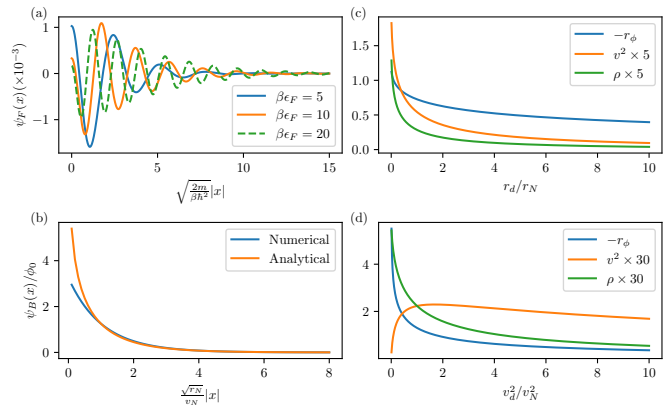 (a)
1
0
−1
ψ_F(x)(×10⁻³)
βϵ_F = 5
βϵ_F = 10
βϵ_F = 20
0 5 10 15
√(2m/βℏ²)|x|
(c)
1.5
1.0
0.5
0.0
−r_ϕ
v² × 5
ρ × 5
0 2 4 6 8 10
r_d/r_N
(b)
4
2
0
ψ_B(x)/ϕ₀
Numerical
Analytical
0 2 4 6 8
√r_N/v_N|x|
(d)
4
2
−r_ϕ
v² × 30
ρ × 30
0 2 4 6 8 10
v_d²/v_N²